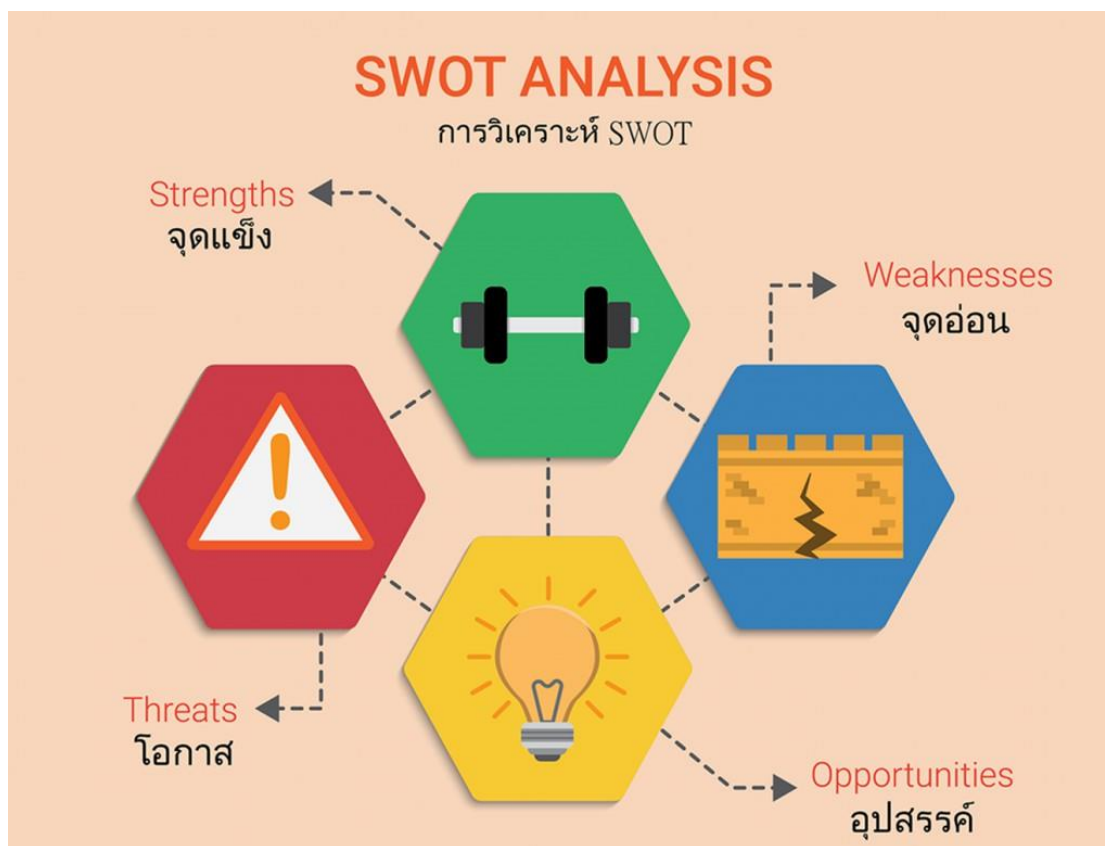 SWOT ANALYSIS
การวิเคราะห์ SWOT
Strengths
จุดแข็ง
Weaknesses
จุดอ่อน
Threats
โอกาส
Opportunities
อุปสรรค์